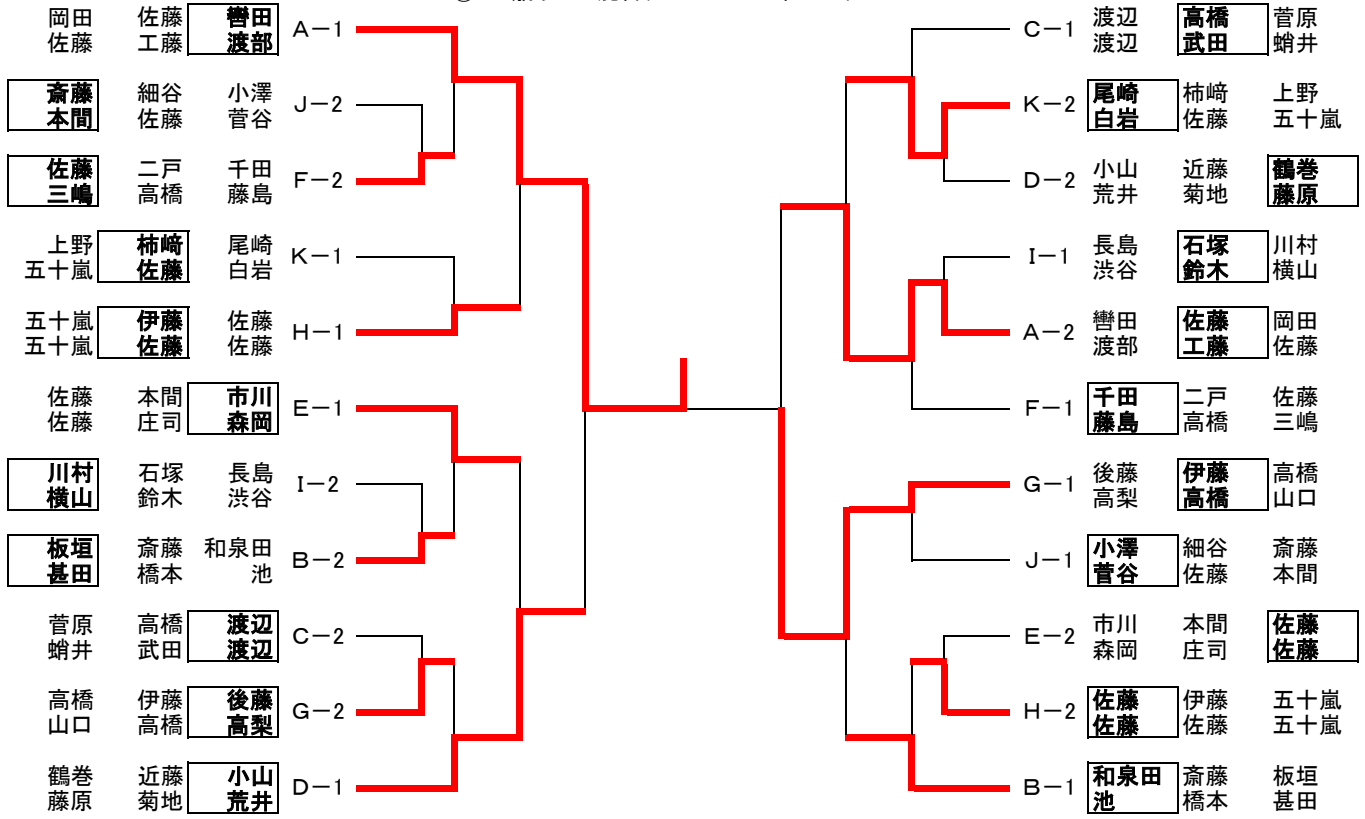 岡田 佐藤 轡田 A－1
佐藤 工藤 渡部
斎藤 細谷 小澤 J－2
本間 佐藤 菅谷
佐藤 二戸 千田 F－2
三嶋 高橋 藤島
上野 柿﨑 尾崎 K－1
五十嵐 佐藤 白岩
五十嵐 伊藤 佐藤 H－1
五十嵐 佐藤 佐藤
佐藤 本間 市川 E－1
佐藤 庄司 森岡
川村 石塚 長島 I－2
横山 鈴木 渋谷
板垣 斎藤 和泉田 B－2
甚田 橋本 池
菅原 高橋 渡辺 C－2
蛸井 武田 渡辺
高橋 伊藤 後藤 G－2
山口 高橋 高梨
鶴巻 近藤 小山 D－1
藤原 菊地 荒井
C－1 渡辺 高橋 菅原
渡辺 武田 蛸井
K－2 尾崎 柿﨑 上野
白岩 佐藤 五十嵐
D－2 小山 近藤 鶴巻
荒井 菊地 藤原
I－1 長島 石塚 川村
渋谷 鈴木 横山
A－2 轡田 佐藤 岡田
渡部 工藤 佐藤
F－1 千田 二戸 佐藤
藤島 高橋 三嶋
G－1 後藤 伊藤 高橋
高梨 高橋 山口
J－1 小澤 細谷 斎藤
菅谷 佐藤 本間
E－2 市川 本間 佐藤
森岡 庄司 佐藤
H－2 佐藤 伊藤 五十嵐
佐藤 佐藤 五十嵐
B－1 和泉田 斎藤 板垣
池 橋本 甚田